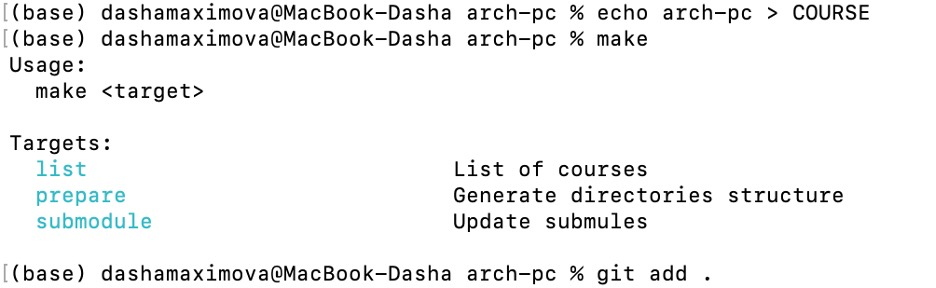 [(base) dashamaximova@MacBook-Dasha arch-pc % echo arch-pc > COURSE
[(base) dashamaximova@MacBook-Dasha arch-pc % make
Usage:
  make <target>

Targets:
  list                            List of courses
  prepare                         Generate directories structure
  submodule                       Update submules

[(base) dashamaximova@MacBook-Dasha arch-pc % git add .